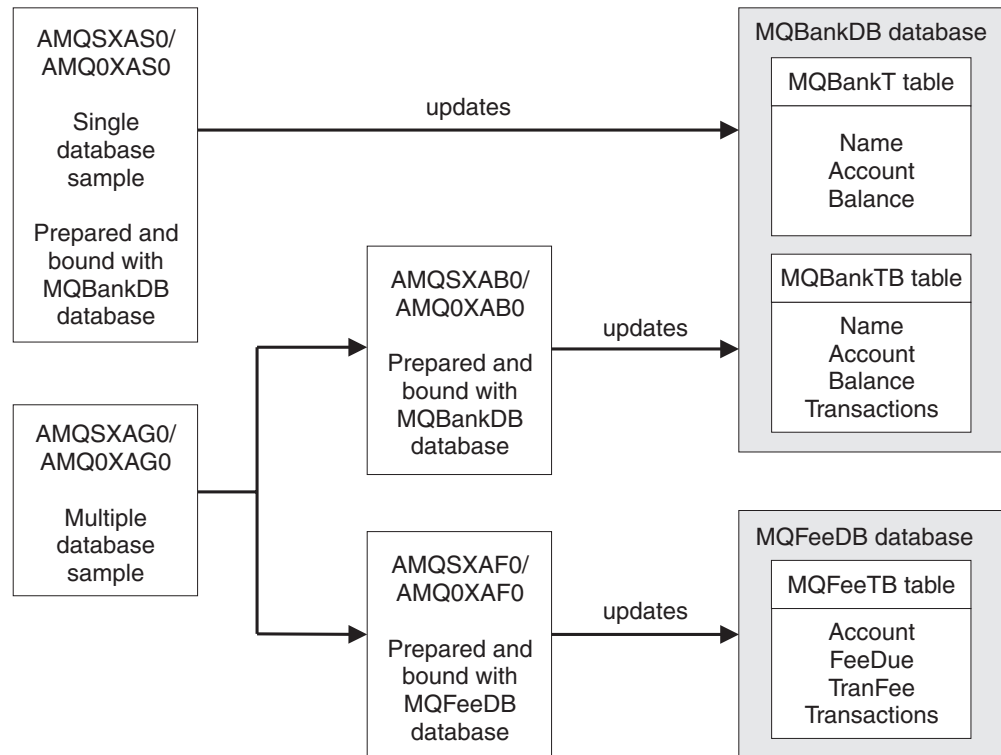 AMQSXAS0/
AMQ0XAS0
Single
database
sample
Prepared and
bound with
MQBankDB
database
updates
MQBankDB database
MQBankT table
Name
Account
Balance
AMQSXAB0/
AMQ0XAB0
Prepared and
bound with
MQBankDB
database
updates
MQBankTB table
Name
Account
Balance
Transactions
AMQSXAG0/
AMQ0XAG0
Multiple
database
sample
AMQSXAF0/
AMQ0XAF0
Prepared and
bound with
MQFeeDB
database
updates
MQFeeDB database
MQFeeTB table
Account
FeeDue
TranFee
Transactions